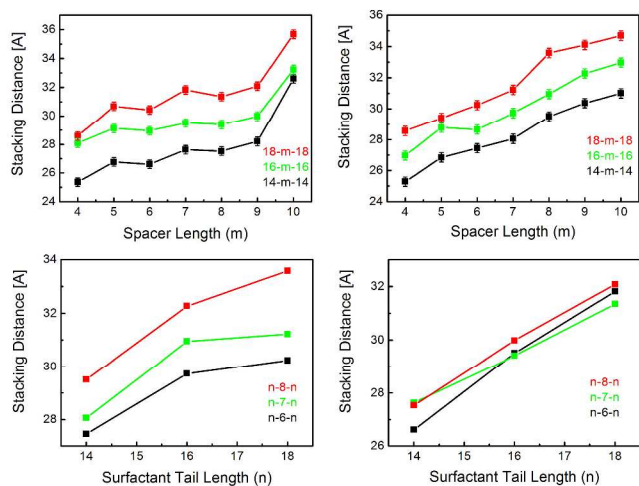 Stacking Distance [A]
36
34
32
30
28
26
24
18-m-18
16-m-16
14-m-14
4 5 6 7 8 9 10
Spacer Length (m)
Stacking Distance [A]
36
34
32
30
28
26
24
18-m-18
16-m-16
14-m-14
4 5 6 7 8 9 10
Spacer Length (m)
Stacking Distance [A]
34
32
30
28
n-8-n
n-7-n
n-6-n
14 15 16 17 18
Surfactant Tail Length (n)
Stacking Distance [A]
32
30
28
26
n-8-n
n-7-n
n-6-n
14 15 16 17 18
Surfactant Tail Length (n)